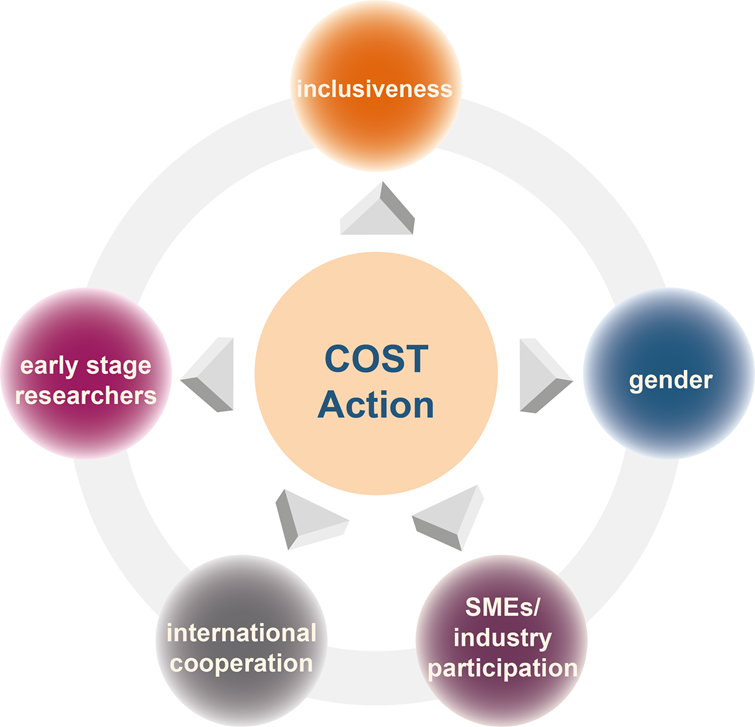 inclusiveness
early stage
researchers
COST
Action
gender
international
cooperation
SMEs/
industry
participation